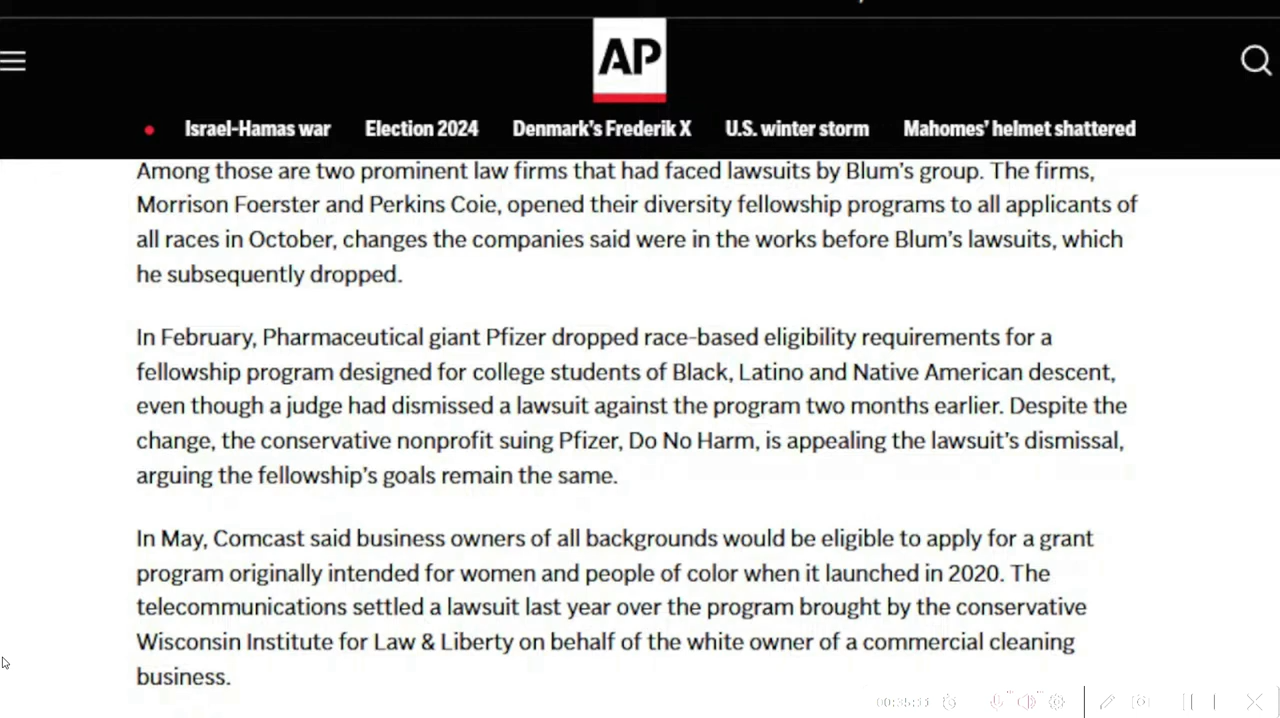 AP
Israel-Hamas war Election 2024 Denmark's Frederik X U.S. winter storm Mahomes' helmet shattered
Among those are two prominent law firms that had faced lawsuits by Blum's group. The firms,
Morrison Foerster and Perkins Coie, opened their diversity fellowship programs to all applicants of
all races in October, changes the companies said were in the works before Blum's lawsuits, which
he subsequently dropped.
In February, Pharmaceutical giant Pfizer dropped race-based eligibility requirements for a
fellowship program designed for college students of Black, Latino and Native American descent,
even though a judge had dismissed a lawsuit against the program two months earlier. Despite the
change, the conservative nonprofit suing Pfizer, Do No Harm, is appealing the lawsuit's dismissal,
arguing the fellowship's goals remain the same.
In May, Comcast said business owners of all backgrounds would be eligible to apply for a grant
program originally intended for women and people of color when it launched in 2020. The
telecommunications settled a lawsuit last year over the program brought by the conservative
Wisconsin Institute for Law & Liberty on behalf of the white owner of a commercial cleaning
business.